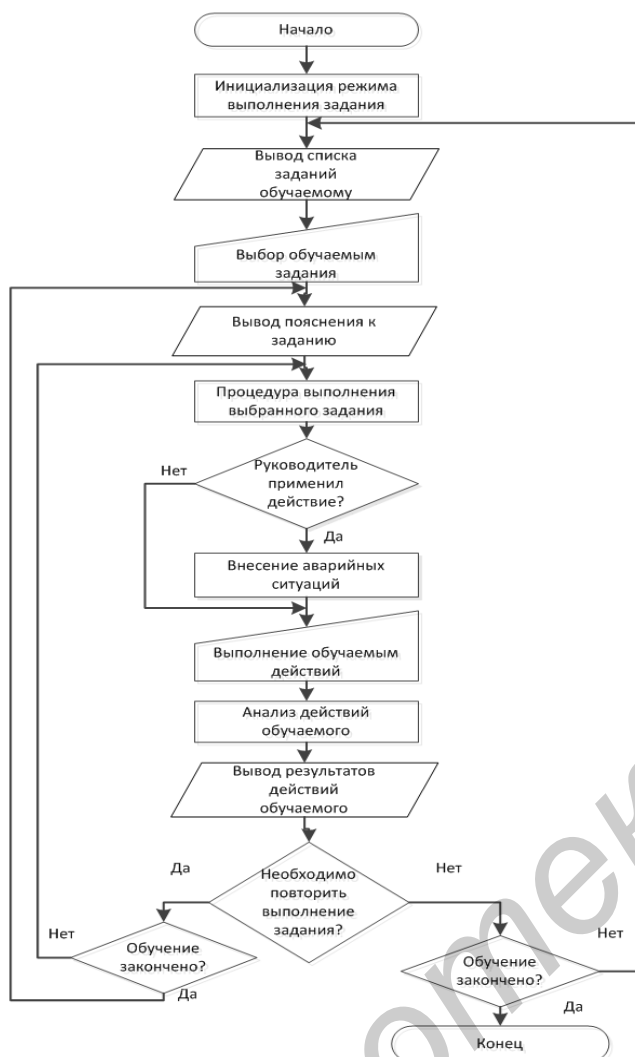 Начало
Инициализация режима
выполнения задания
Вывод списка
заданий
обучаемому
Выбор обучаемым
задания
Вывод пояснения к
заданию
Процедура выполнения
выбранного задания
Нет
Руководитель
применил
действие?
Да
Внесение аварийных
ситуаций
Выполнение обучаемым
действий
Анализ действий
обучаемого
Вывод результатов
действий
обучаемого
Да
Необходимо
повторить
выполнение
задания?
Нет
Нет
Обучение
закончено?
Да
Обучение
закончено?
Нет
Да
Конец